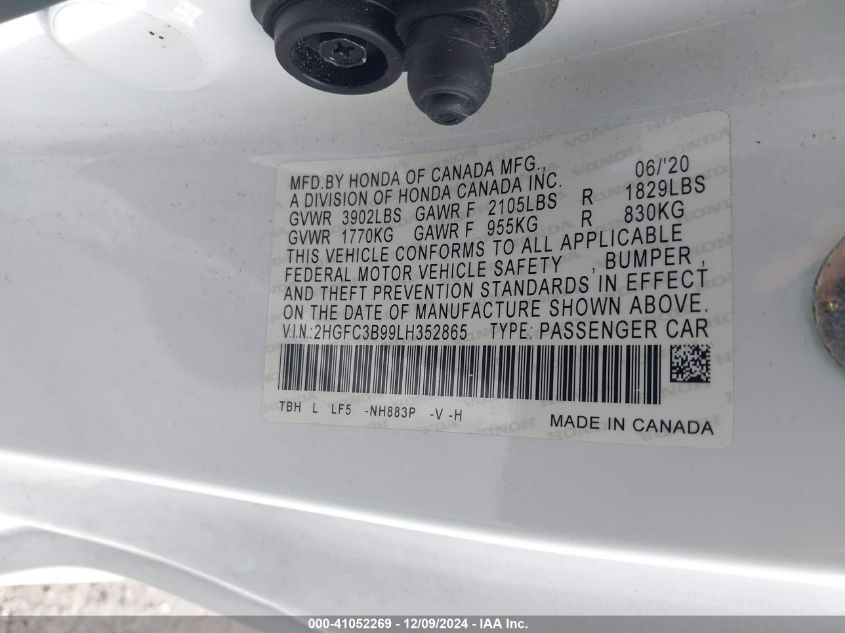 MFD.BY HONDA OF CANADA MFG., 06/'20
A DIVISION OF HONDA CANADA INC.
GVWR 3902LBS GAWR F 2105LBS R 1829LBS
GVWR 1770KG GAWR F 955KG R 830KG
THIS VEHICLE CONFORMS TO ALL APPLICABLE
FEDERAL MOTOR VEHICLE SAFETY , BUMPER ,
AND THEFT PREVENTION STANDARDS IN EFFECT
ON THE DATE OF MANUFACTURE SHOWN ABOVE.
V.I.N.:2HGFC3B99LH352865 TYPE: PASSENGER CAR
TBH L LF5 -NH883P -V -H
MADE IN CANADA
000-41052269 - 12/09/2024 - IAG Inc.